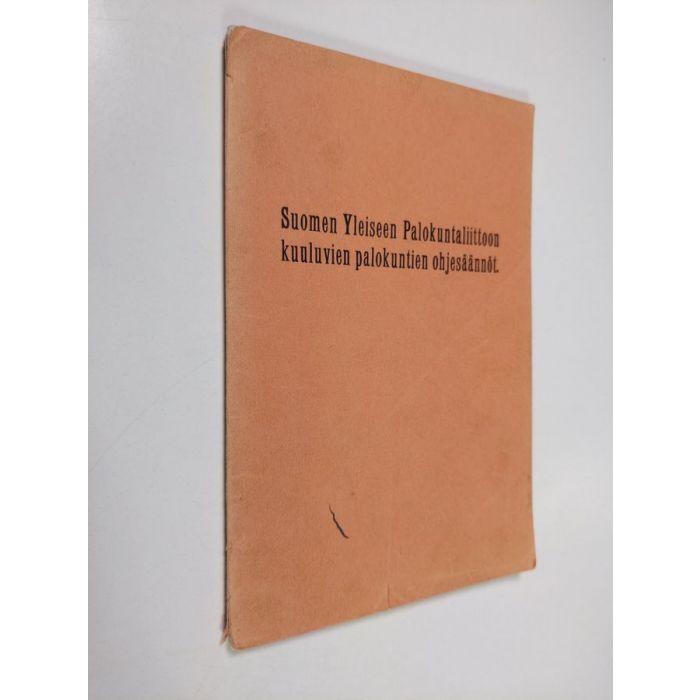 Suomen Yleiseen Palokuntaliittoon
kuuluvien palokuntien ohjesäännöt.